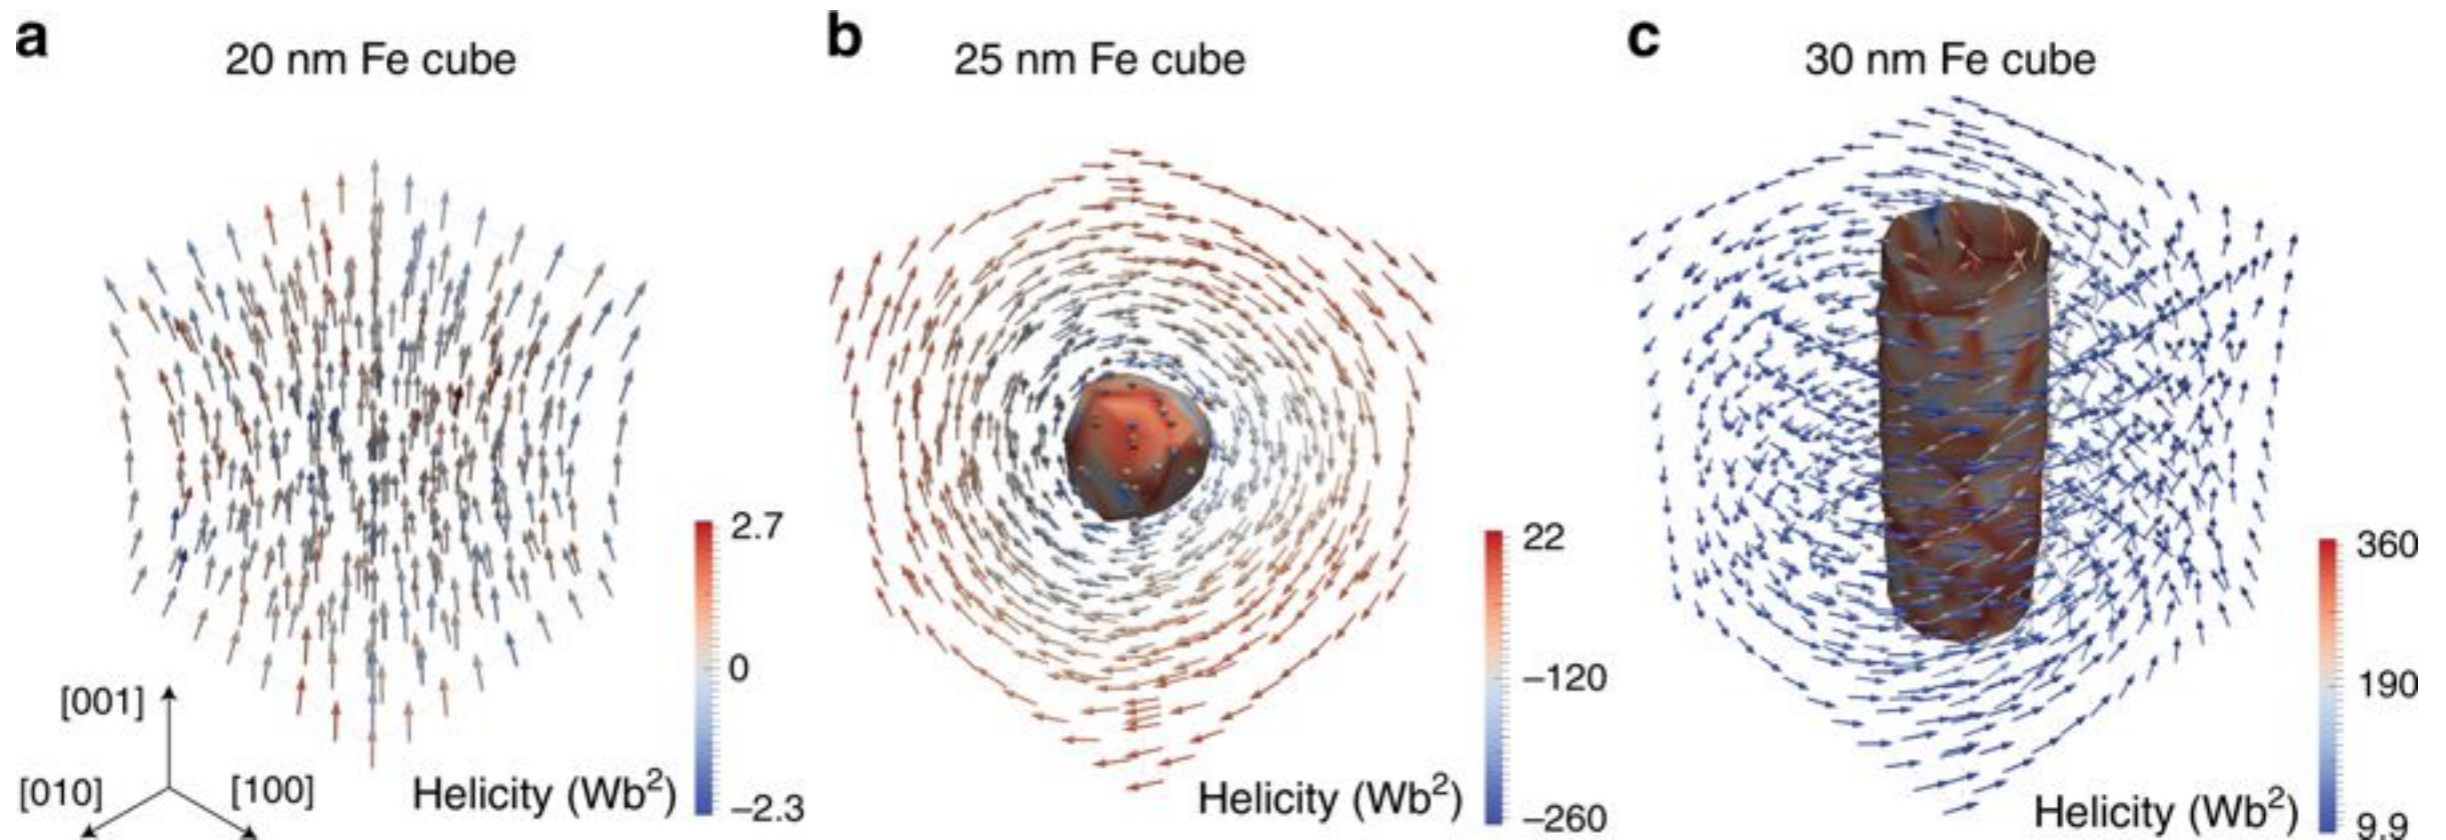 a
20 nm Fe cube
2.7
0
−2.3
[001]
[010]
[100]
Helicity (Wb²)
b
25 nm Fe cube
22
−120
−260
Helicity (Wb²)
c
30 nm Fe cube
360
190
9.9
Helicity (Wb²)